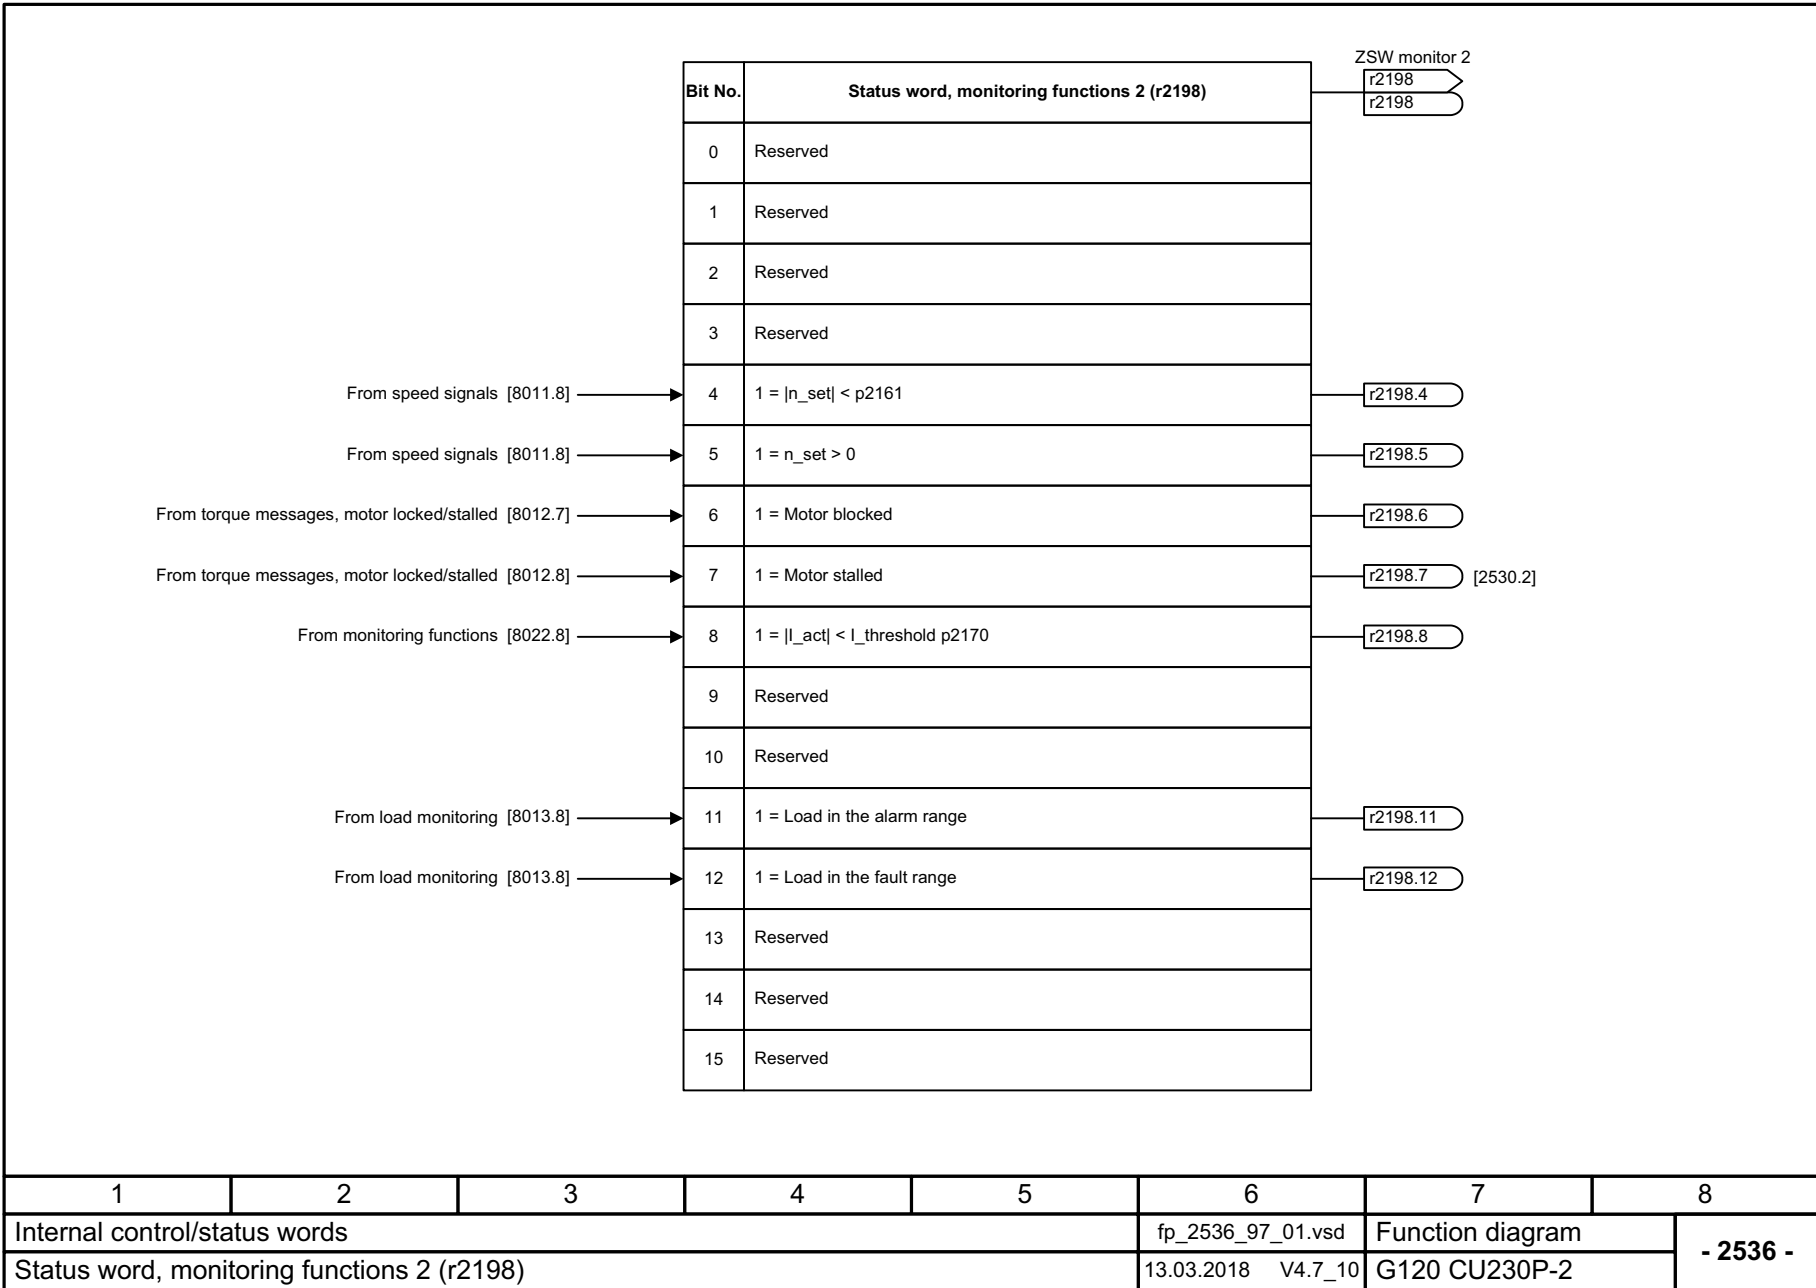 ZSW monitor 2
Bit No. Status word, monitoring functions 2 (r2198) r2198
r2198
0 Reserved
1 Reserved
2 Reserved
3 Reserved
From speed signals [8011.8] 4 1 = |n_set| < p2161 r2198.4
From speed signals [8011.8] 5 1 = n_set > 0 r2198.5
From torque messages, motor locked/stalled [8012.7] 6 1 = Motor blocked r2198.6
From torque messages, motor locked/stalled [8012.8] 7 1 = Motor stalled r2198.7 [2530.2]
From monitoring functions [8022.8] 8 1 = |I_act| < I_threshold p2170 r2198.8
9 Reserved
10 Reserved
From load monitoring [8013.8] 11 1 = Load in the alarm range r2198.11
From load monitoring [8013.8] 12 1 = Load in the fault range r2198.12
13 Reserved
14 Reserved
15 Reserved
1 2 3 4 5 6 7 8
Internal control/status words fp_2536_97_01.vsd Function diagram - 2536 -
Status word, monitoring functions 2 (r2198) 13.03.2018 V4.7_10 G120 CU230P-2